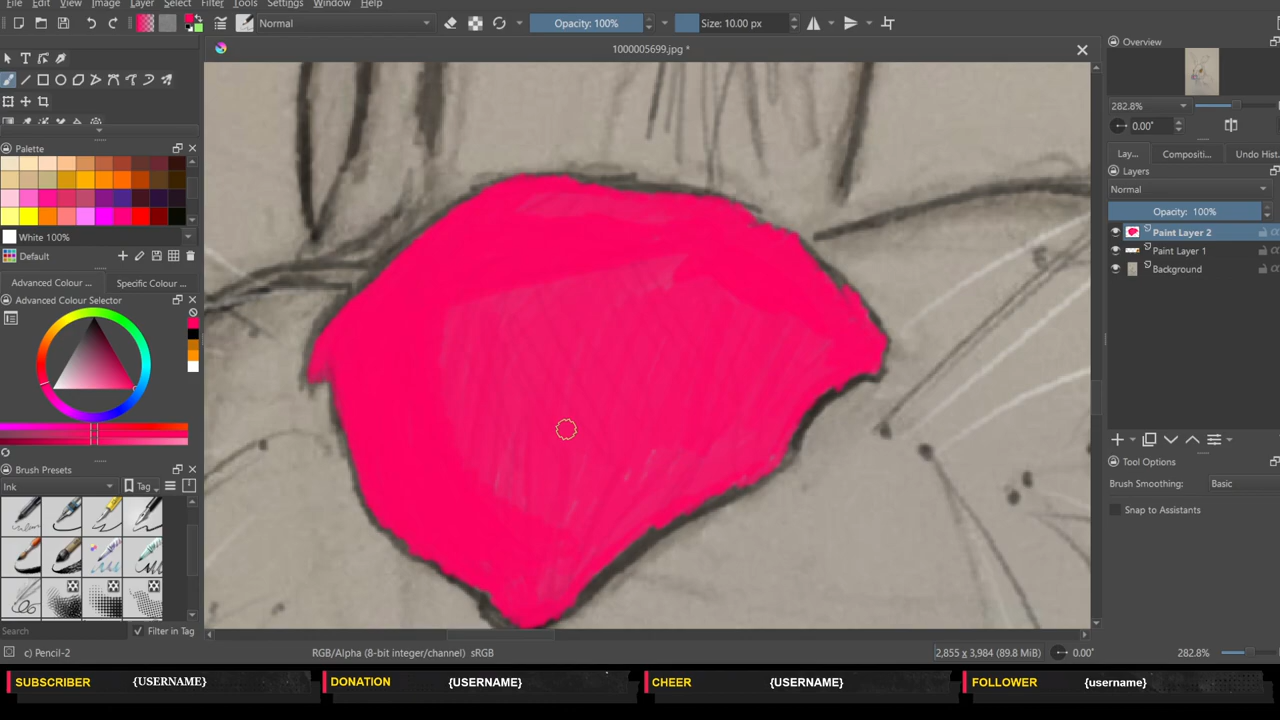 File Edit View Image Layer Select Filter Tools Settings Window Help
Normal
Opacity: 100%
Size: 10.00 px
1000005699.jpg *
Palette
White 100%
Default
Advanced Colour ...
Specific Colour ...
Advanced Colour Selector
Brush Presets
Ink
Tag
Search
Filter in Tag
c) Pencil-2
RGB/Alpha (8-bit integer/channel) sRGB
2,855 x 3,984 (89.8 MiB)
0.00°
282.8%
Overview
282.8%
0.00°
Lay...
Compositi...
Undo Hist...
Layers
Normal
Opacity: 100%
Paint Layer 2
Paint Layer 1
Background
Tool Options
Brush Smoothing:
Basic
Snap to Assistants
SUBSCRIBER {USERNAME}
DONATION {USERNAME}
CHEER {USERNAME}
FOLLOWER {username}